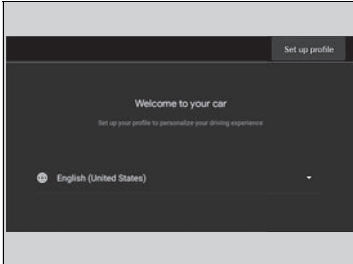 Set up profile
Welcome to your car
Set up your profile to personalize your driving experience
English (United States)